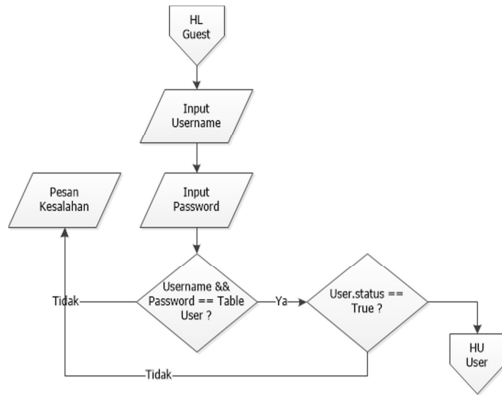 HL
Guest
Input
Username
Pesan
Kesalahan
Input
Password
Username &&
Password == Table
User ?
Tidak
Ya
User.status ==
True ?
HU
User
Tidak